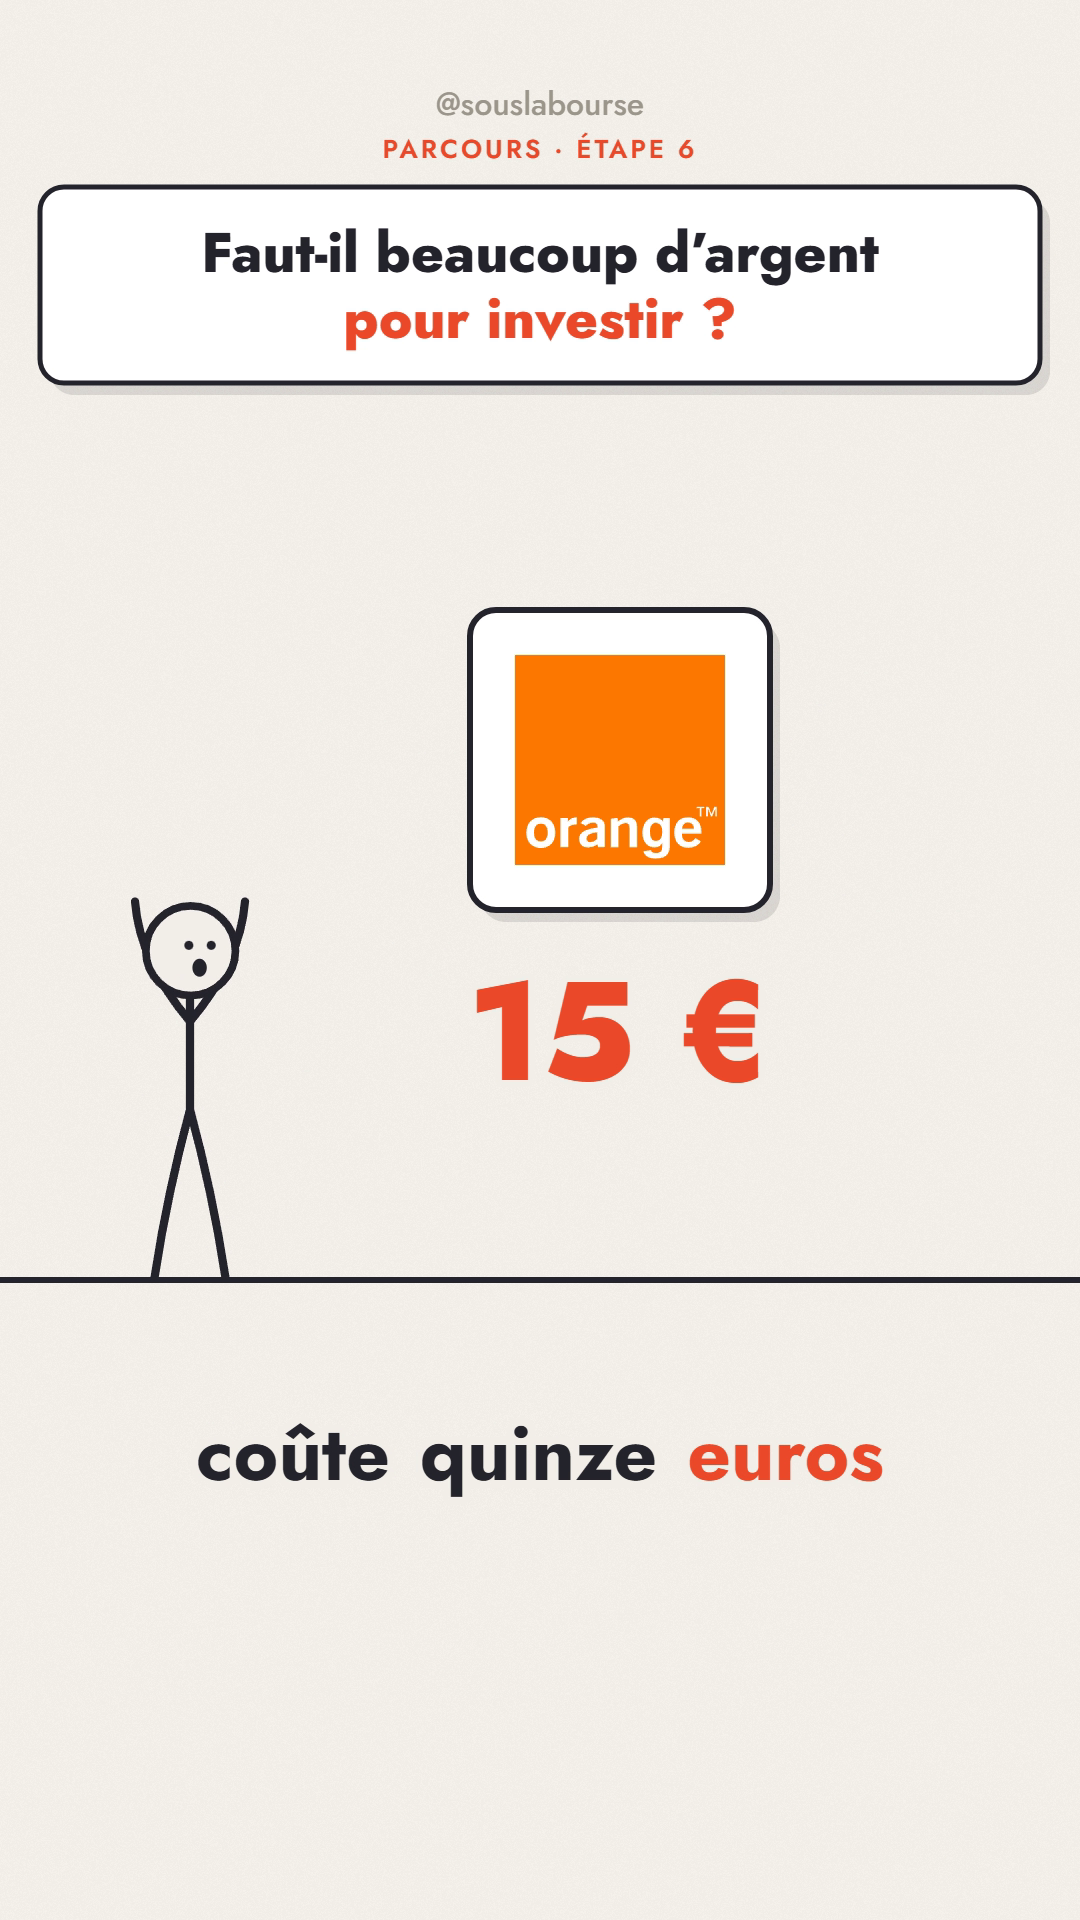 @souslabourse
PARCOURS · ÉTAPE 6
Faut-il beaucoup d’argent
pour investir ?
orange™
15 €
coûte quinze euros